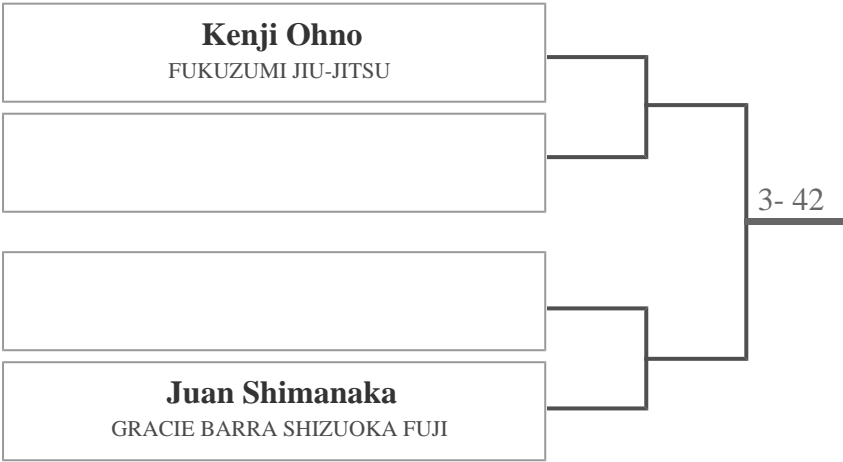 Kenji Ohno
FUKUZUMI JIU-JITSU
3- 42
Juan Shimanaka
GRACIE BARRA SHIZUOKA FUJI